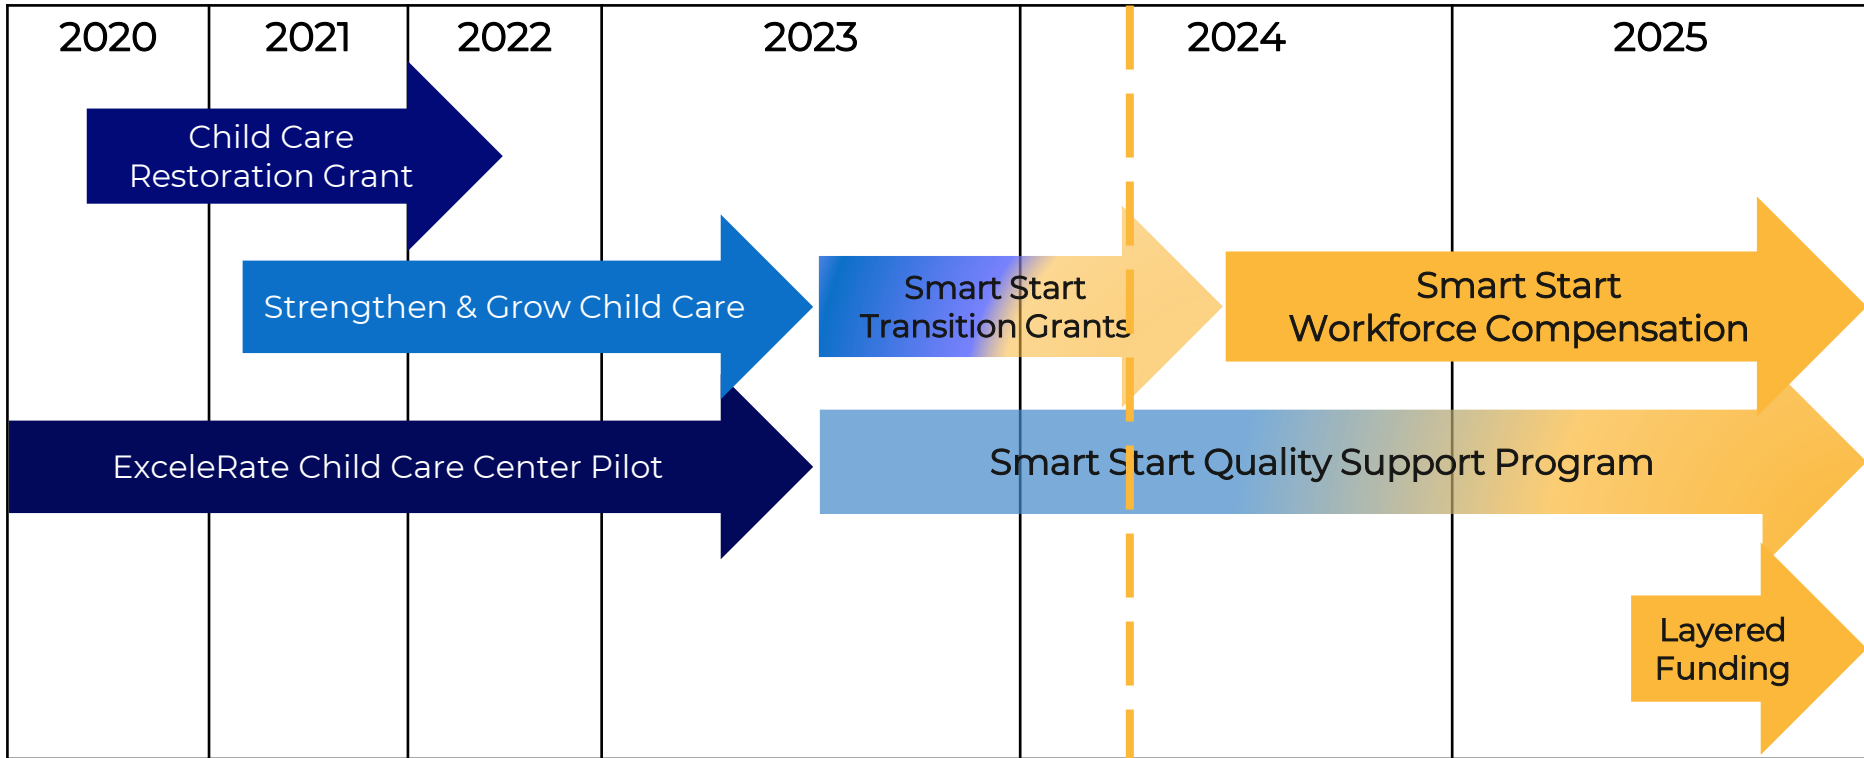 2020
2021
2022
2023
2024
2025
Child Care
Restoration Grant
Strengthen & Grow Child Care
Smart Start
Transition Grants
Smart Start
Workforce Compensation
ExceleRate Child Care Center Pilot
Smart Start Quality Support Program
Layered
Funding